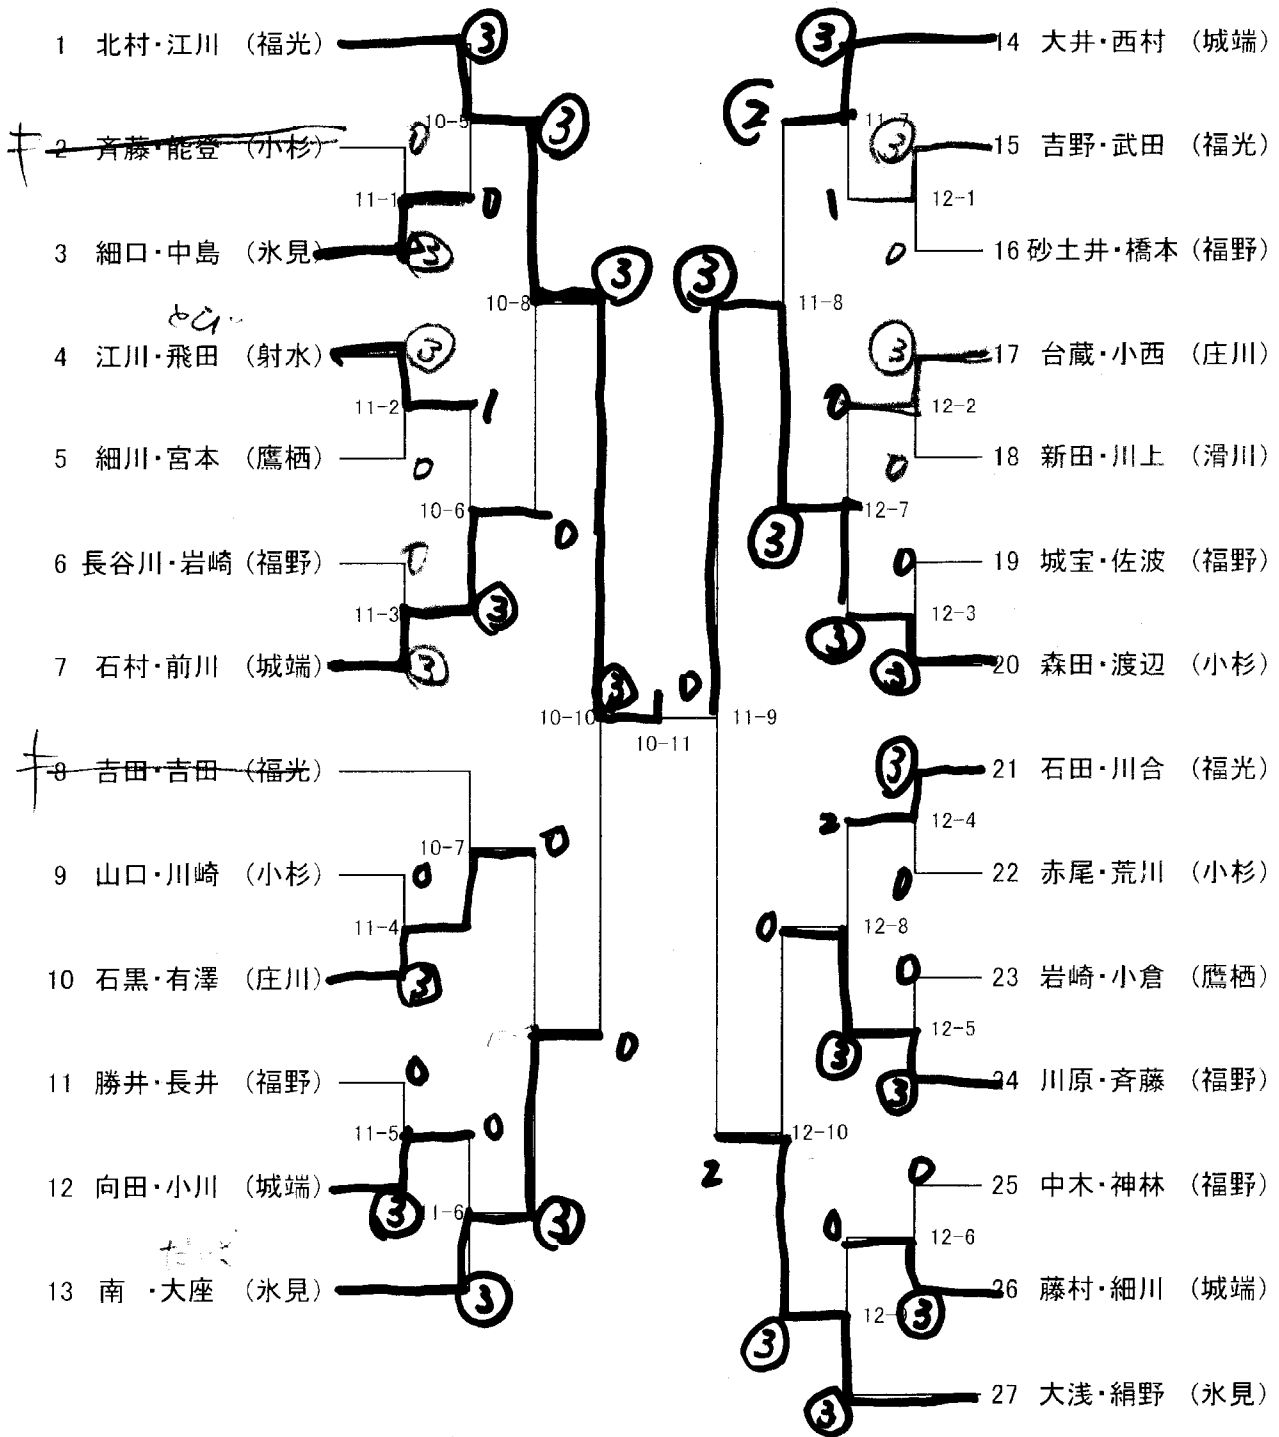 1 北村・江川 (福光)
2 斉藤・能登 (小杉)
3 細口・中島 (氷見)
4 江川・飛田 (射水)
5 細川・宮本 (鷹栖)
6 長谷川・岩崎 (福野)
7 石村・前川 (城端)
8 吉田・吉田 (福光)
9 山口・川崎 (小杉)
10 石黒・有澤 (庄川)
11 勝井・長井 (福野)
12 向田・小川 (城端)
13 南 ・大座 (氷見)
10-5
11-1
10-8
11-2
10-6
11-3
10-10
10-11
10-7
11-4
11-5
11-6
3
3
0
0
3
3
3
1
0
0
0
3
3
3
0
0
3
0
0
0
3
3
3
0
14 大井・西村 (城端)
15 吉野・武田 (福光)
16 砂土井・橋本 (福野)
17 台蔵・小西 (庄川)
18 新田・川上 (滑川)
19 城宝・佐波 (福野)
20 森田・渡辺 (小杉)
21 石田・川合 (福光)
22 赤尾・荒川 (小杉)
23 岩崎・小倉 (鷹栖)
24 川原・斉藤 (福野)
25 中木・神林 (福野)
26 藤村・細川 (城端)
27 大浅・絹野 (氷見)
11-7
12-1
11-8
12-2
12-7
12-3
11-9
12-4
12-8
12-5
12-10
12-6
12-9
3
2
3
1
0
3
3
0
0
3
0
3
3
0
3
2
0
0
0
3
3
2
0
0
3
3
3